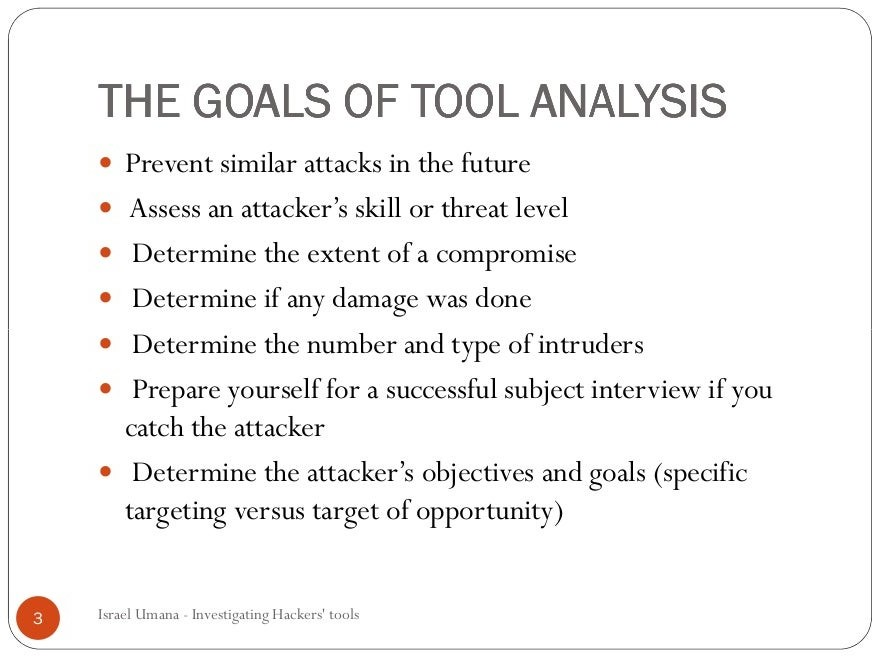 THE GOALS OF TOOL ANALYSIS
• Prevent similar attacks in the future
• Assess an attacker’s skill or threat level
• Determine the extent of a compromise
• Determine if any damage was done
• Determine the number and type of intruders
• Prepare yourself for a successful subject interview if you
catch the attacker
• Determine the attacker’s objectives and goals (specific
targeting versus target of opportunity)
3
Israel Umana - Investigating Hackers' tools